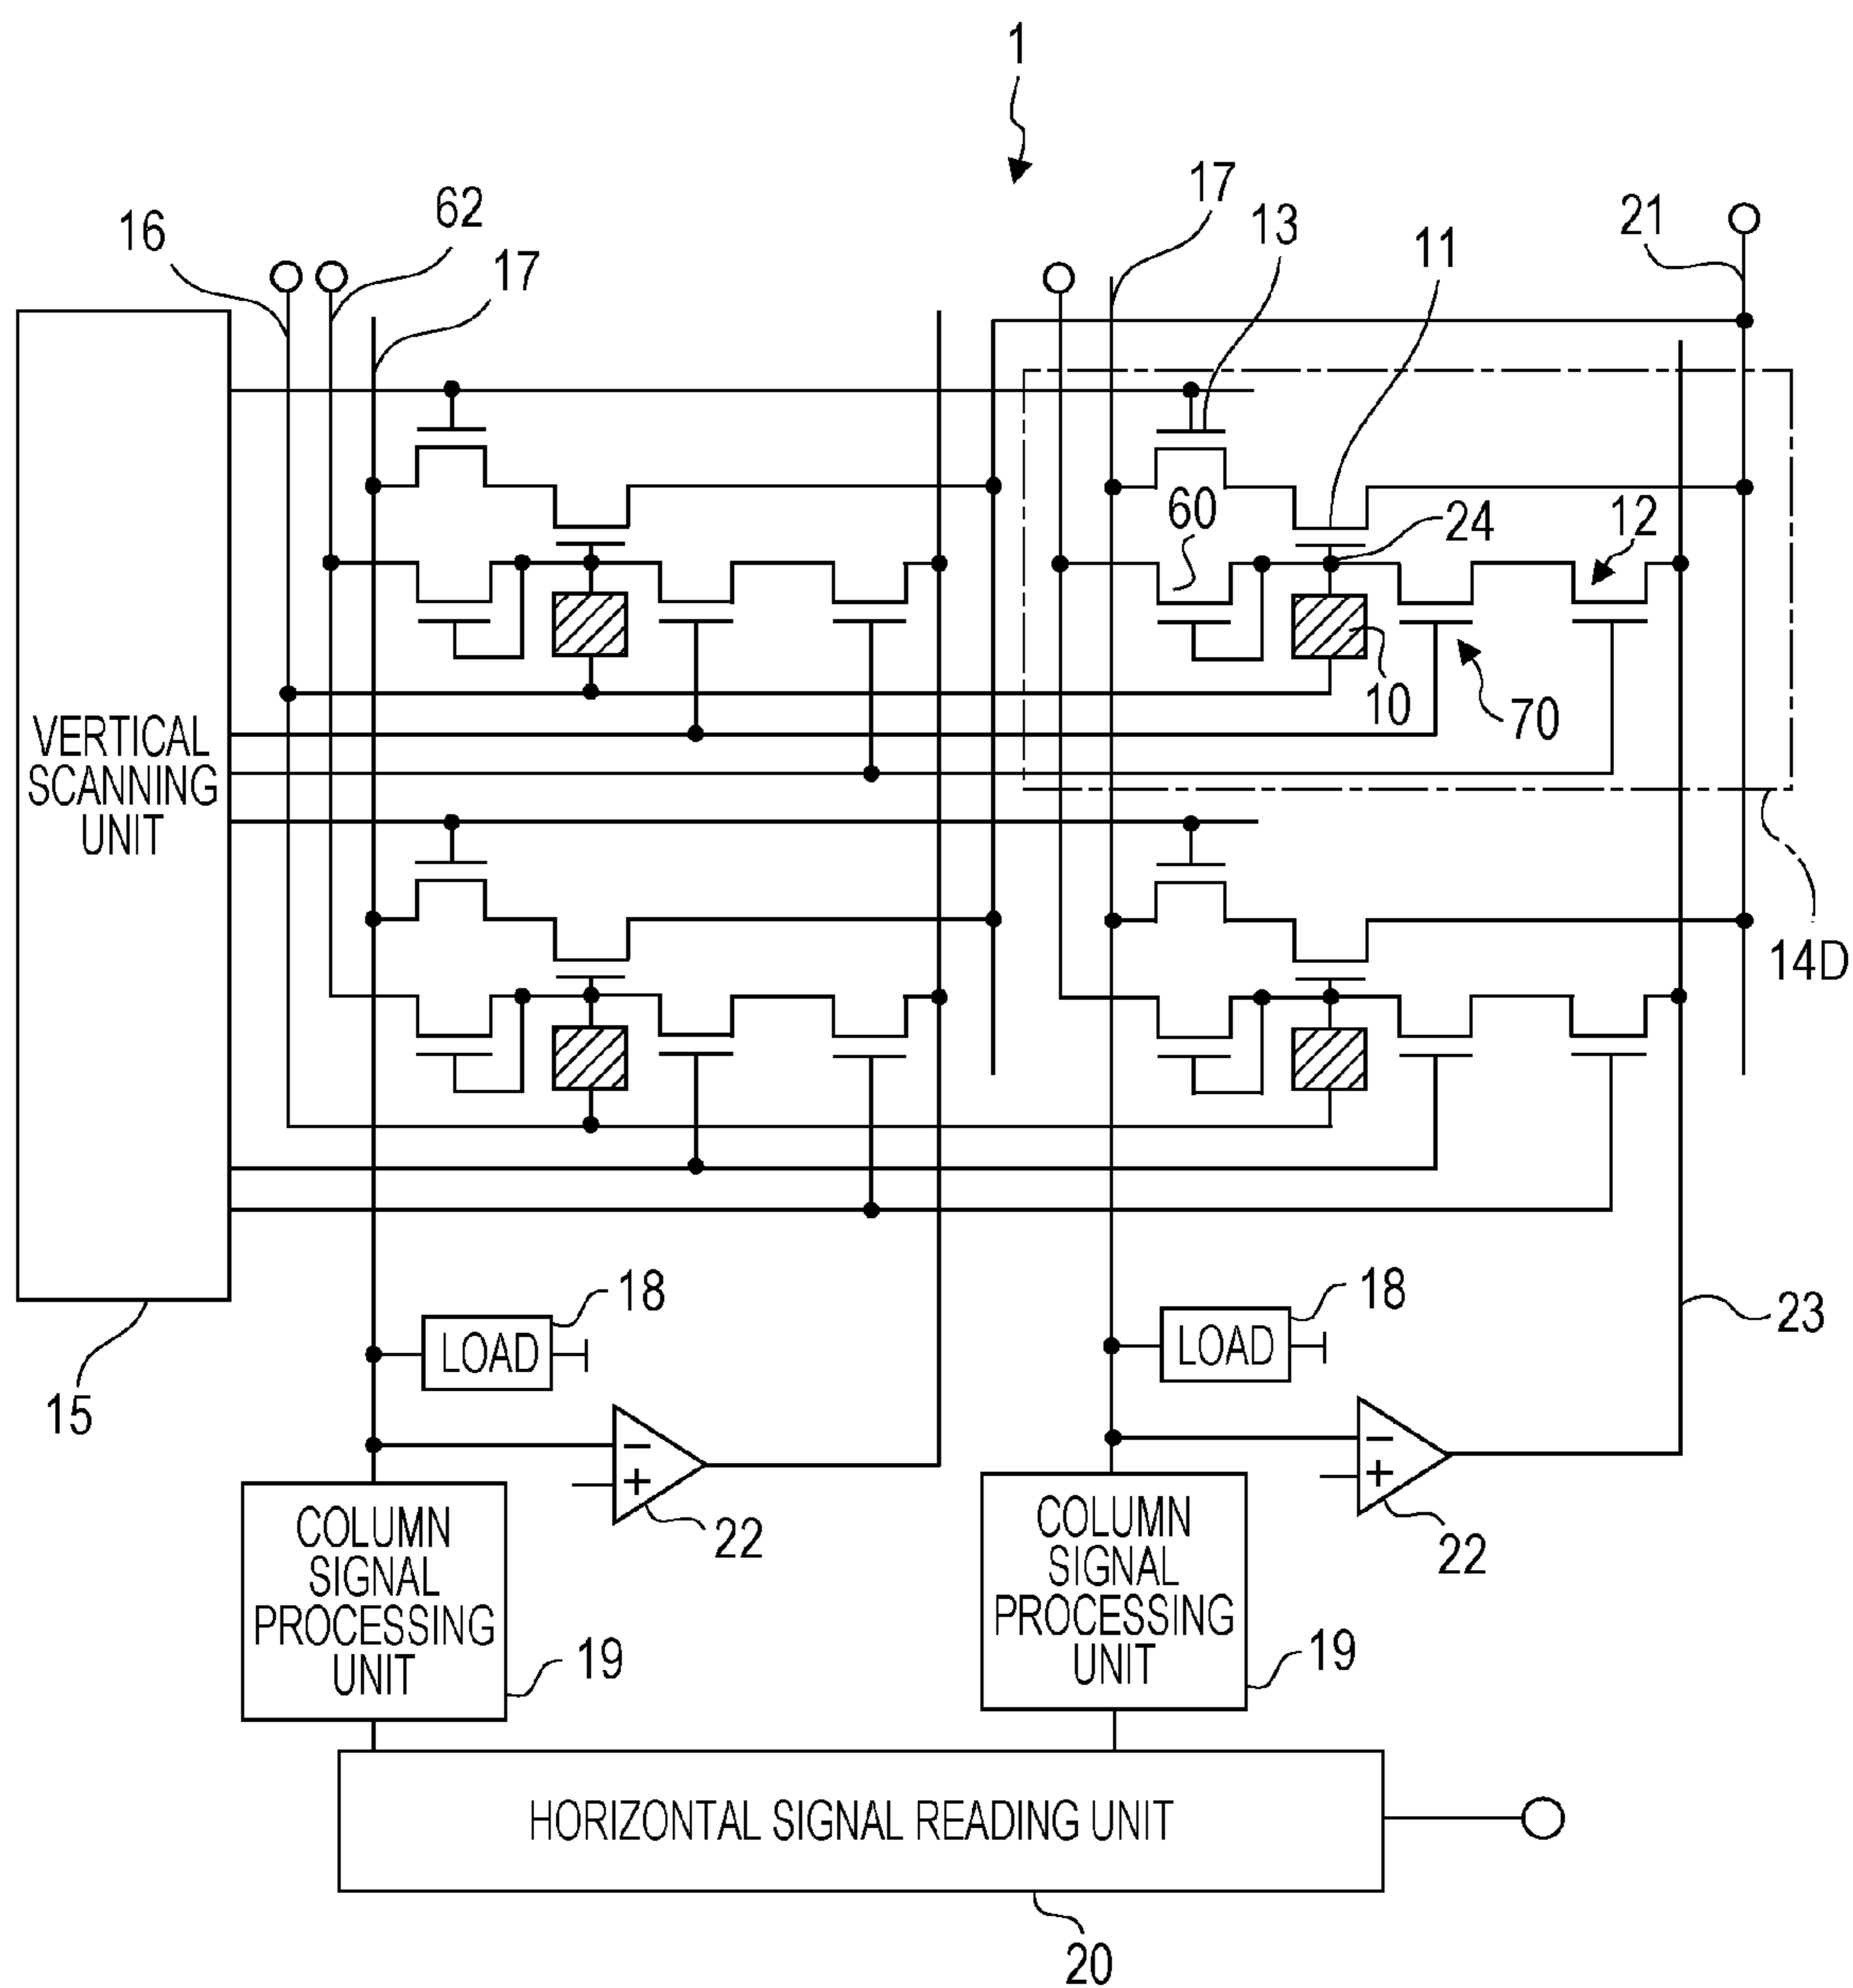 1
16
62
17
17
13
11
21
60
24
12
10
70
VERTICAL
SCANNING
UNIT
14D
15
LOAD
18
LOAD
18
23
−
+
22
−
+
22
COLUMN
SIGNAL
PROCESSING
UNIT
19
COLUMN
SIGNAL
PROCESSING
UNIT
19
HORIZONTAL SIGNAL READING UNIT
20